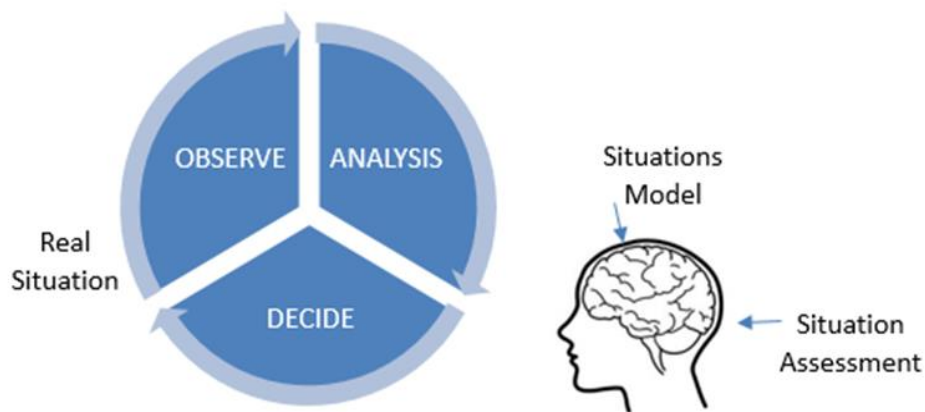 OBSERVE
ANALYSIS
DECIDE
Real
Situation
Situations
Model
Situation
Assessment